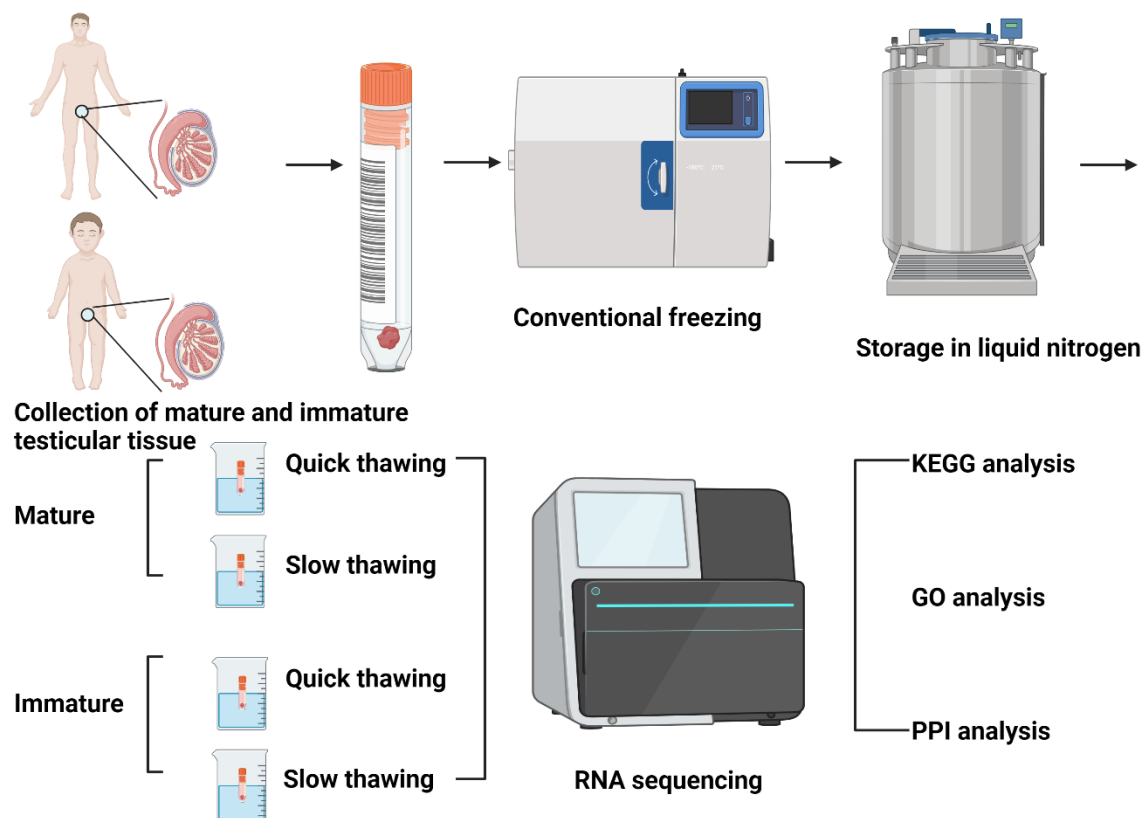 Conventional freezing
Storage in liquid nitrogen
Collection of mature and immature
testicular tissue
Mature
Quick thawing
Slow thawing
Immature
Quick thawing
Slow thawing
RNA sequencing
KEGG analysis
GO analysis
PPI analysis